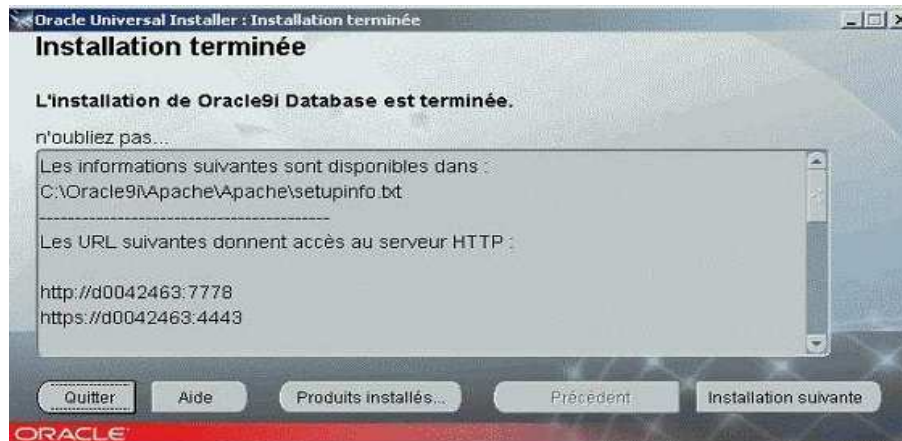 Oracle Universal Installer : Installation terminée
Installation terminée
L'installation de Oracle9i Database est terminée.
n'oubliez pas...
Les informations suivantes sont disponibles dans :
C:\Oracle9i\Apache\Apache\setupinfo.txt
-----------------------------------------
Les URL suivantes donnent accès au serveur HTTP :
http://d0042463:7778
https://d0042463:4443
Quitter
Aide
Produits installés...
Précédent
Installation suivante
ORACLE